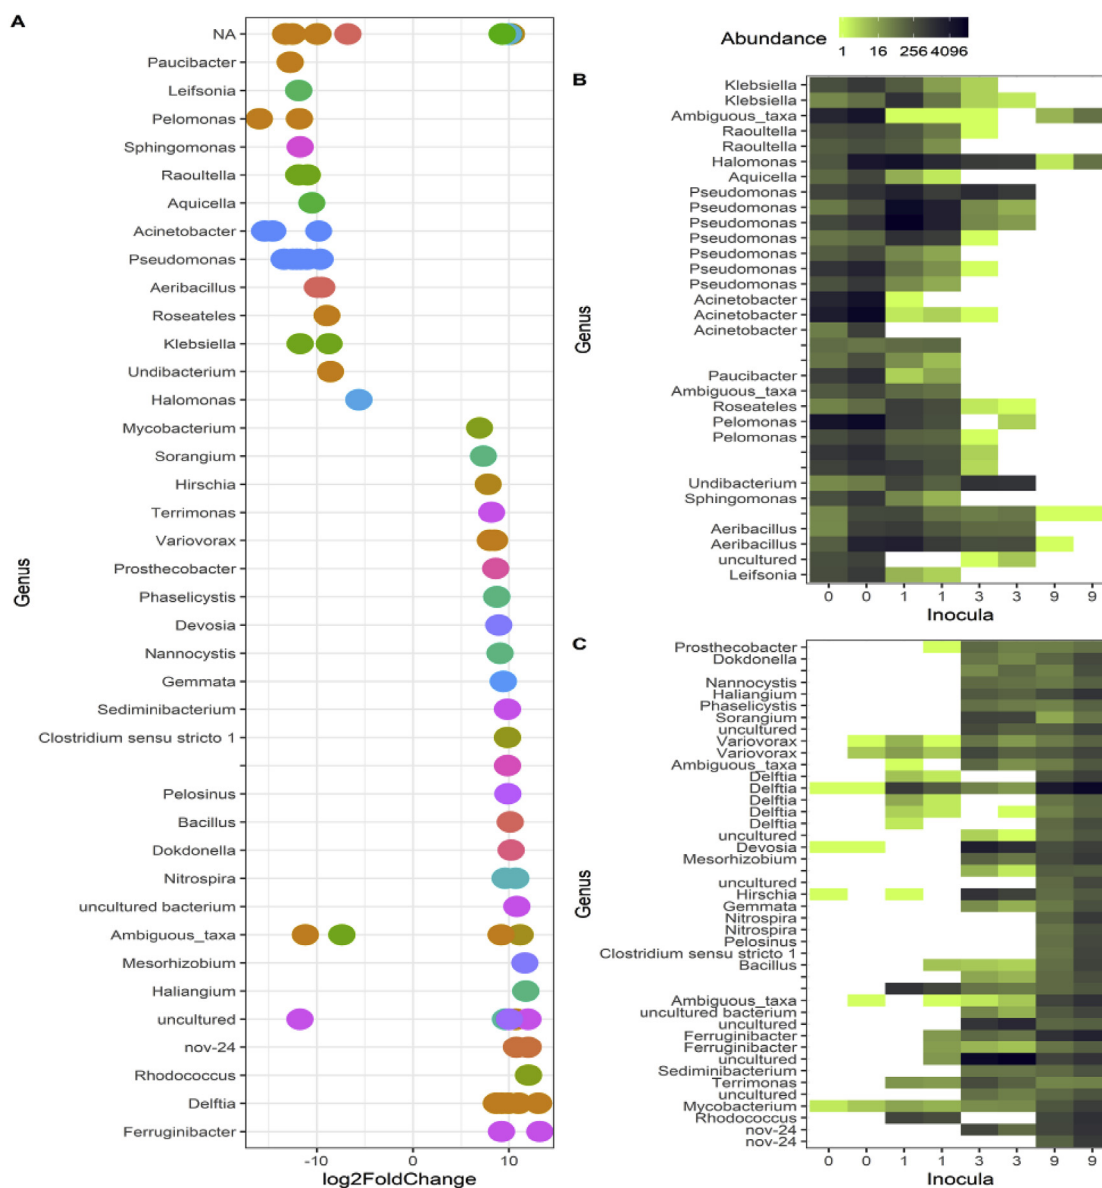 A
NA
Paucibacter
Leifsonia
Pelomonas
Sphingomonas
Raoultella
Aquicella
Acinetobacter
Pseudomonas
Aeribacillus
Roseateles
Klebsiella
Undibacterium
Halomonas
Mycobacterium
Sorangium
Hirschia
Terrimonas
Variovorax
Prosthecobacter
Phaselicystis
Devosia
Nannocystis
Gemmata
Sediminibacterium
Clostridium sensu stricto 1
Pelosinus
Bacillus
Dokdonella
Nitrospira
uncultured bacterium
Ambiguous_taxa
Mesorhizobium
Haliangium
uncultured
nov-24
Rhodococcus
Delftia
Ferruginibacter
Genus
-10 0 10
log2FoldChange
Abundance
1 16 256 4096
B
Klebsiella
Klebsiella
Ambiguous_taxa
Raoultella
Raoultella
Halomonas
Aquicella
Pseudomonas
Pseudomonas
Pseudomonas
Pseudomonas
Pseudomonas
Pseudomonas
Pseudomonas
Acinetobacter
Acinetobacter
Acinetobacter
Paucibacter
Ambiguous_taxa
Roseateles
Pelomonas
Pelomonas
Undibacterium
Sphingomonas
Aeribacillus
Aeribacillus
uncultured
Leifsonia
Genus
0 0 1 1 3 3 9 9
Inocula
C
Prosthecobacter
Dokdonella
Nannocystis
Haliangium
Phaselicystis
Sorangium
uncultured
Variovorax
Variovorax
Ambiguous_taxa
Delftia
Delftia
Delftia
Delftia
Delftia
uncultured
Devosia
Mesorhizobium
uncultured
Hirschia
Gemmata
Nitrospira
Nitrospira
Pelosinus
Clostridium sensu stricto 1
Bacillus
Ambiguous_taxa
uncultured bacterium
uncultured
Ferruginibacter
Ferruginibacter
uncultured
Sediminibacterium
Terrimonas
uncultured
Mycobacterium
Rhodococcus
nov-24
nov-24
Genus
0 0 1 1 3 3 9 9
Inocula